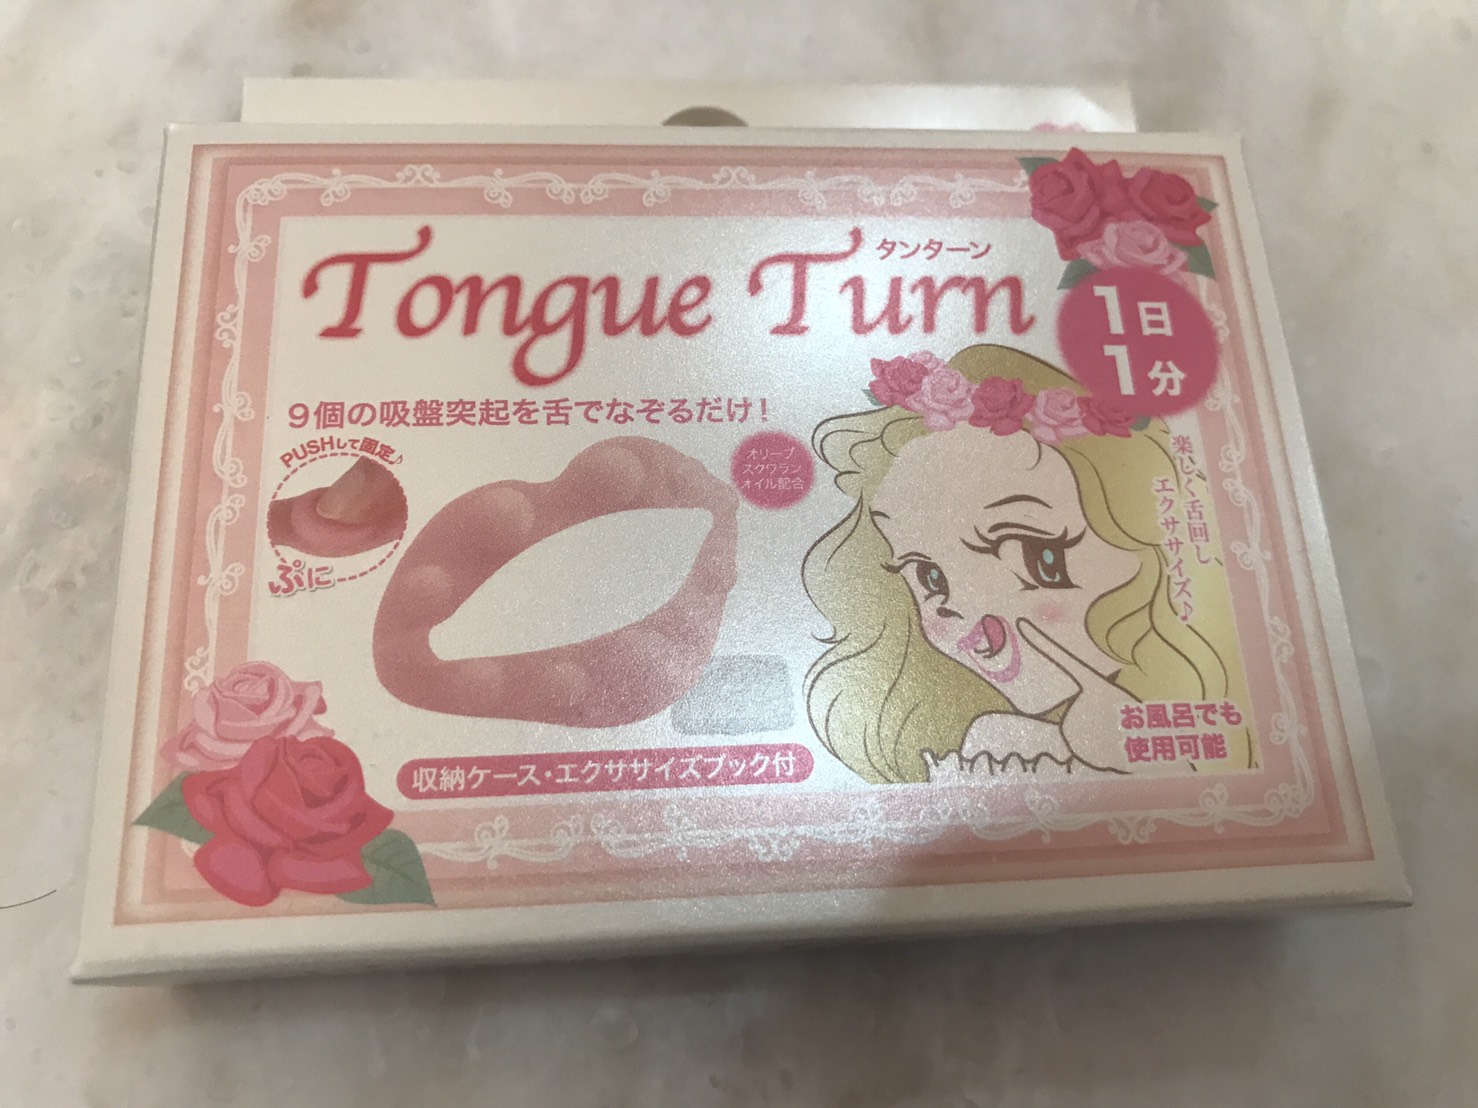 Tongue Turn
タンターン
1日
1分
9個の吸盤突起を舌でなぞるだけ！
PUSHして固定♪
ぷにーー
オリーブ
スクワラン
オイル配合
楽しく舌回し
エクササイズ♪
お風呂でも
使用可能
収納ケース・エクササイズブック付